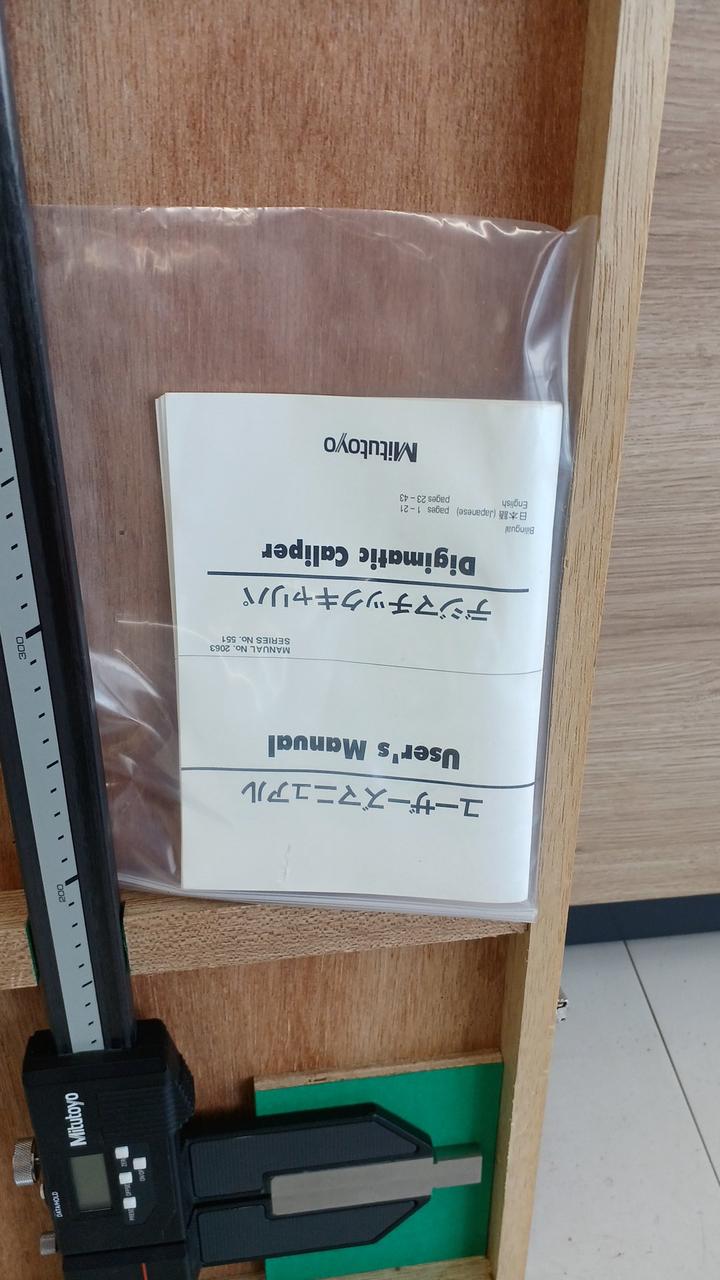 ユーザーズマニュアル
User's Manual
MANUAL No. 2063
SERIES No. 551
デジマチックキャリパ
Digimatic Caliper
Bilingual
日本語 (Japanese) pages 1 – 21
English pages 23 – 43
Mitutoyo
300
200
Mitutoyo
DATA/HOLD